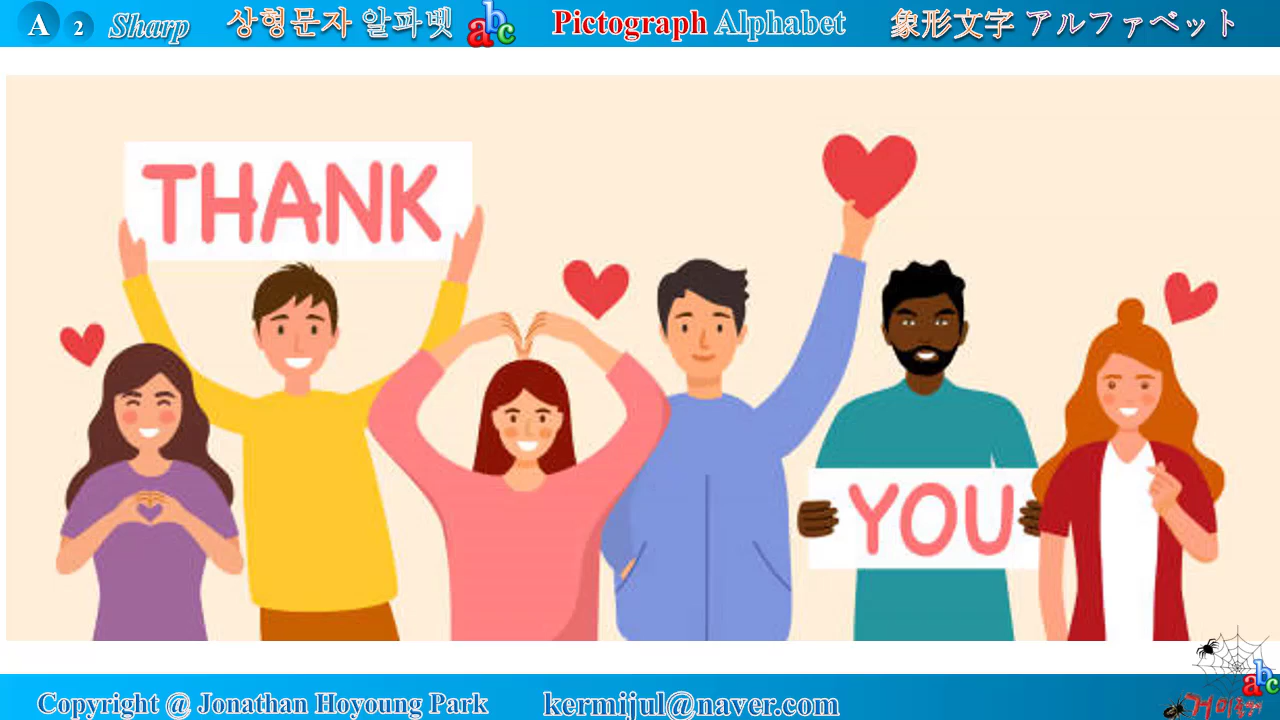 A 2 Sharp 상형문자 알파벳 abc Pictograph Alphabet 象形文字 アルファベット
THANK
YOU
abc
Copyright @ Jonathan Hoyoung Park kermijul@naver.com